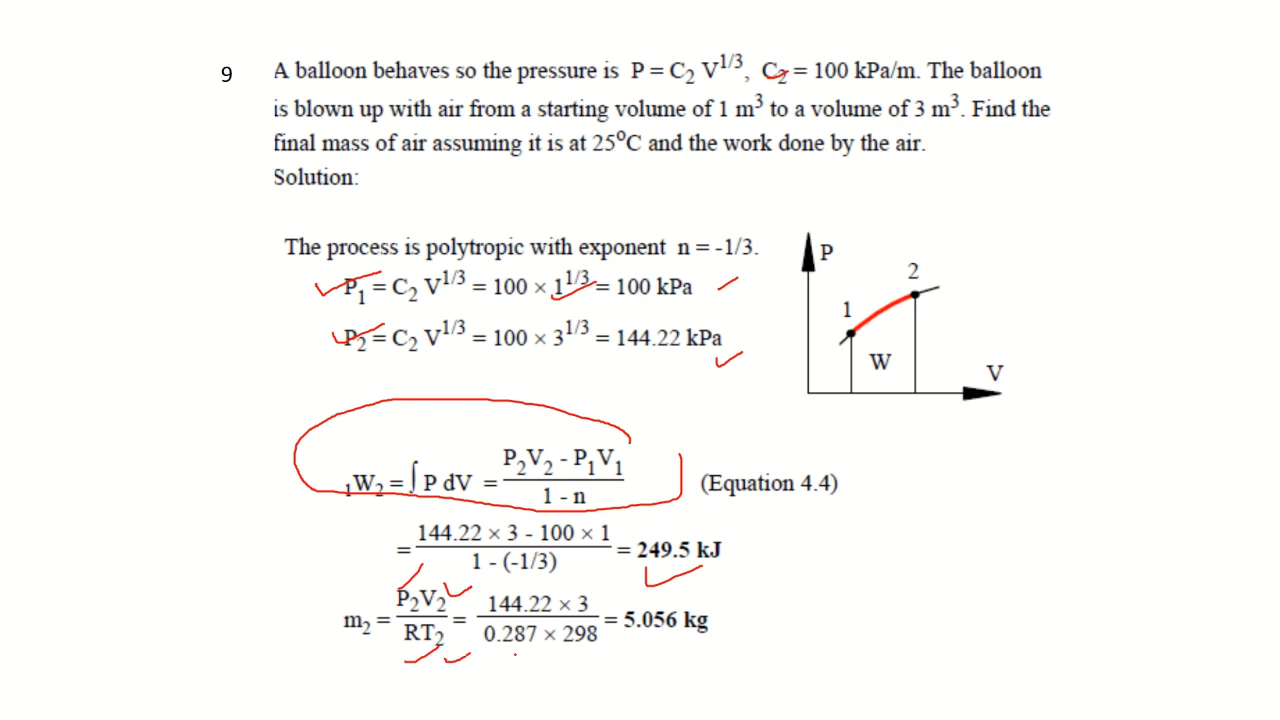 9 A balloon behaves so the pressure is P = C₂ V^1/3, C₂ = 100 kPa/m. The balloon
is blown up with air from a starting volume of 1 m³ to a volume of 3 m³. Find the
final mass of air assuming it is at 25°C and the work done by the air.
Solution:
The process is polytropic with exponent n = -1/3.
P₁ = C₂ V^1/3 = 100 × 1^1/3 = 100 kPa
P₂ = C₂ V^1/3 = 100 × 3^1/3 = 144.22 kPa
P
2
1
W
V
₁W₂ = ∫ P dV = (P₂V₂ - P₁V₁) / (1 - n) (Equation 4.4)
= (144.22 × 3 - 100 × 1) / (1 - (-1/3)) = 249.5 kJ
m₂ = P₂V₂ / RT₂ = (144.22 × 3) / (0.287 × 298) = 5.056 kg